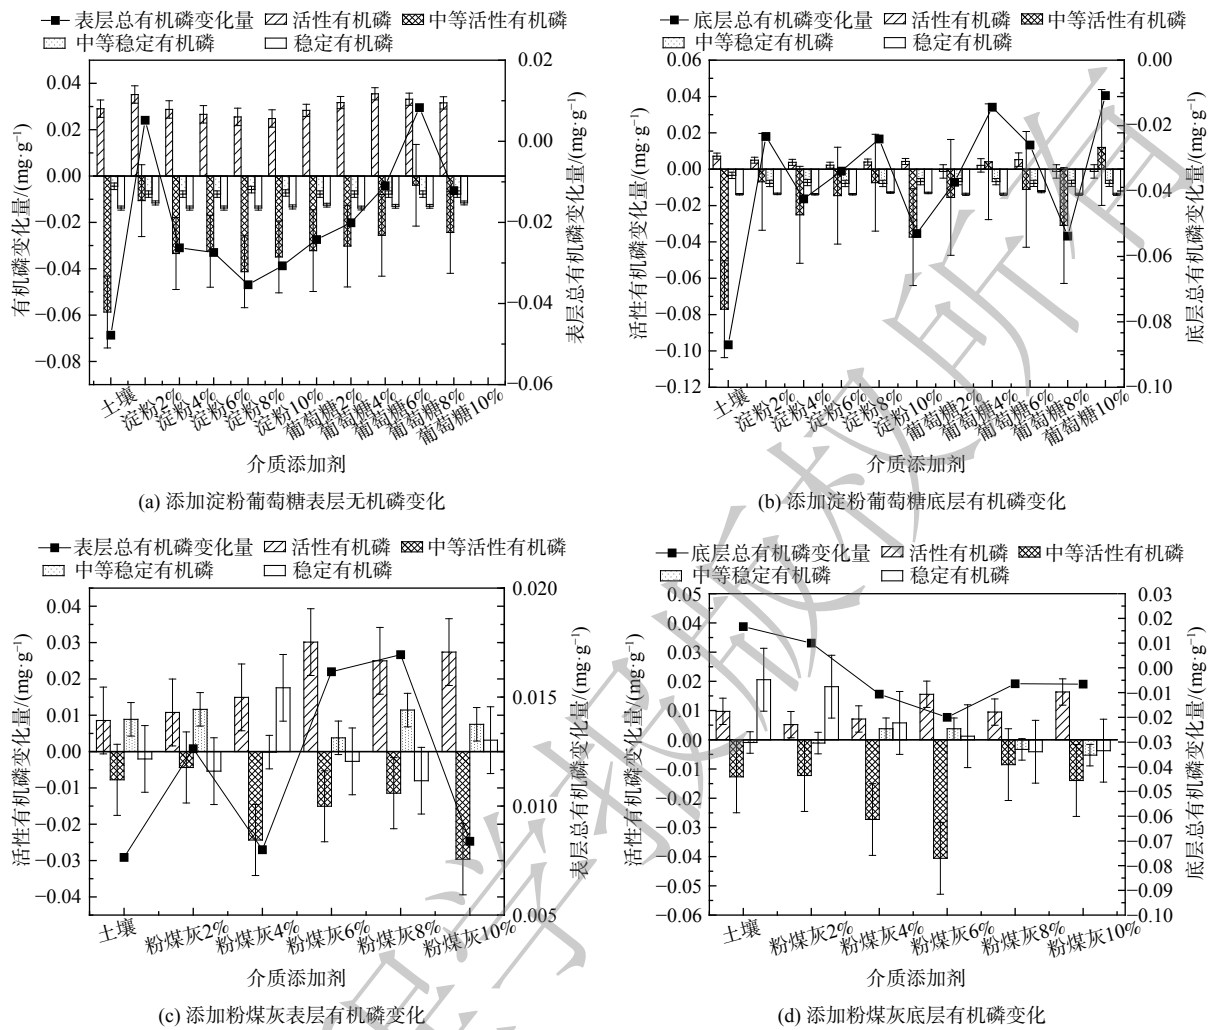 表层总有机磷变化量 活性有机磷 中等活性有机磷
中等稳定有机磷 稳定有机磷
有机磷变化量/(mg·g⁻¹)
0.04
0.02
0.00
−0.02
−0.04
−0.06
−0.08
0.02
0.00
−0.02
−0.04
−0.06
表层总有机磷变化量/(mg·g⁻¹)
土壤 淀粉2% 淀粉4% 淀粉6% 淀粉8% 淀粉10% 葡萄糖2% 葡萄糖4% 葡萄糖6% 葡萄糖8% 葡萄糖10%
介质添加剂
(a) 添加淀粉葡萄糖表层无机磷变化
底层总有机磷变化量 活性有机磷 中等活性有机磷
中等稳定有机磷 稳定有机磷
活性有机磷变化量/(mg·g⁻¹)
0.06
0.04
0.02
0.00
−0.02
−0.04
−0.06
−0.08
−0.10
−0.12
0.00
−0.02
−0.04
−0.06
−0.08
−0.10
底层总有机磷变化量/(mg·g⁻¹)
土壤 淀粉2% 淀粉4% 淀粉6% 淀粉8% 淀粉10% 葡萄糖2% 葡萄糖4% 葡萄糖6% 葡萄糖8% 葡萄糖10%
介质添加剂
(b) 添加淀粉葡萄糖底层有机磷变化
表层总有机磷变化量 活性有机磷 中等活性有机磷
中等稳定有机磷 稳定有机磷
活性有机磷变化量/(mg·g⁻¹)
0.04
0.03
0.02
0.01
0.00
−0.01
−0.02
−0.03
−0.04
0.020
0.015
0.010
0.005
表层总有机磷变化量/(mg·g⁻¹)
土壤 粉煤灰2% 粉煤灰4% 粉煤灰6% 粉煤灰8% 粉煤灰10%
介质添加剂
(c) 添加粉煤灰表层有机磷变化
底层总有机磷变化量 活性有机磷 中等活性有机磷
中等稳定有机磷 稳定有机磷
活性有机磷变化量/(mg·g⁻¹)
0.05
0.04
0.03
0.02
0.01
0.00
−0.01
−0.02
−0.03
−0.04
−0.05
−0.06
0.03
0.02
0.01
0.00
−0.01
−0.02
−0.03
−0.04
−0.05
−0.06
−0.07
−0.08
−0.09
−0.10
底层总有机磷变化量/(mg·g⁻¹)
土壤 粉煤灰2% 粉煤灰4% 粉煤灰6% 粉煤灰8% 粉煤灰10%
介质添加剂
(d) 添加粉煤灰底层有机磷变化
程学报版权所有